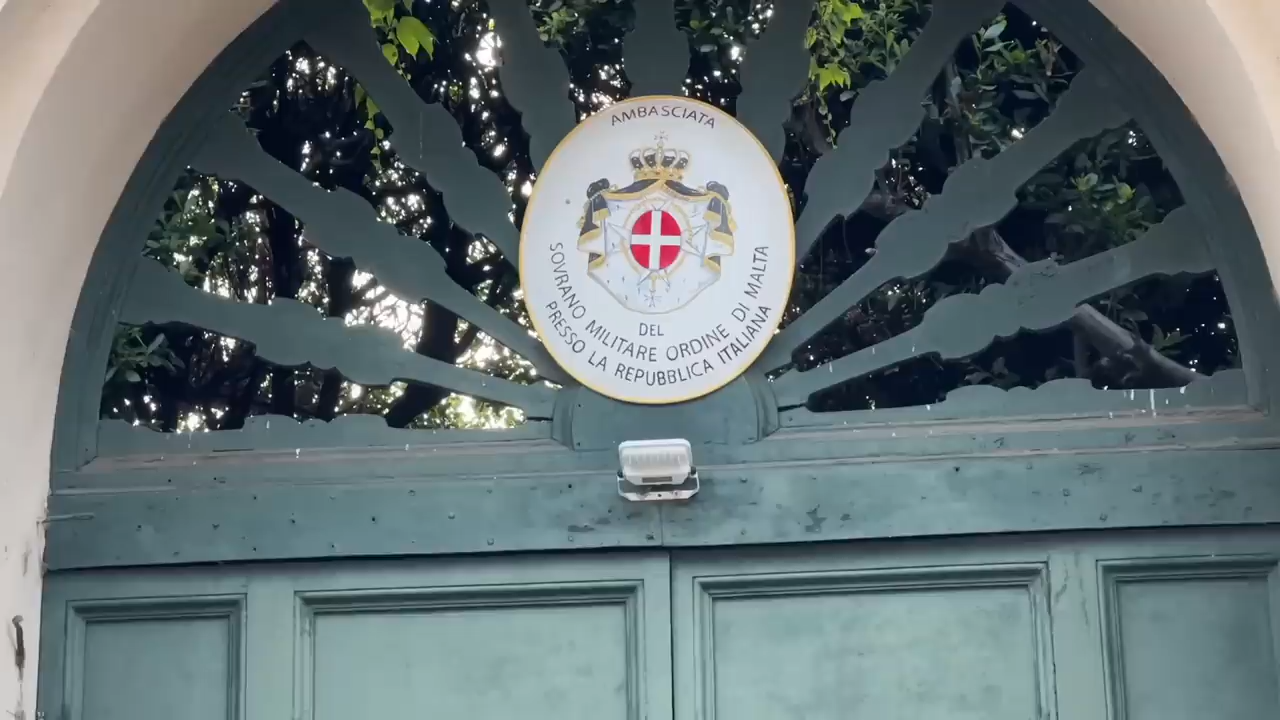 AMBASCIATA
DEL
SOVRANO MILITARE ORDINE DI MALTA
PRESSO LA REPUBBLICA ITALIANA